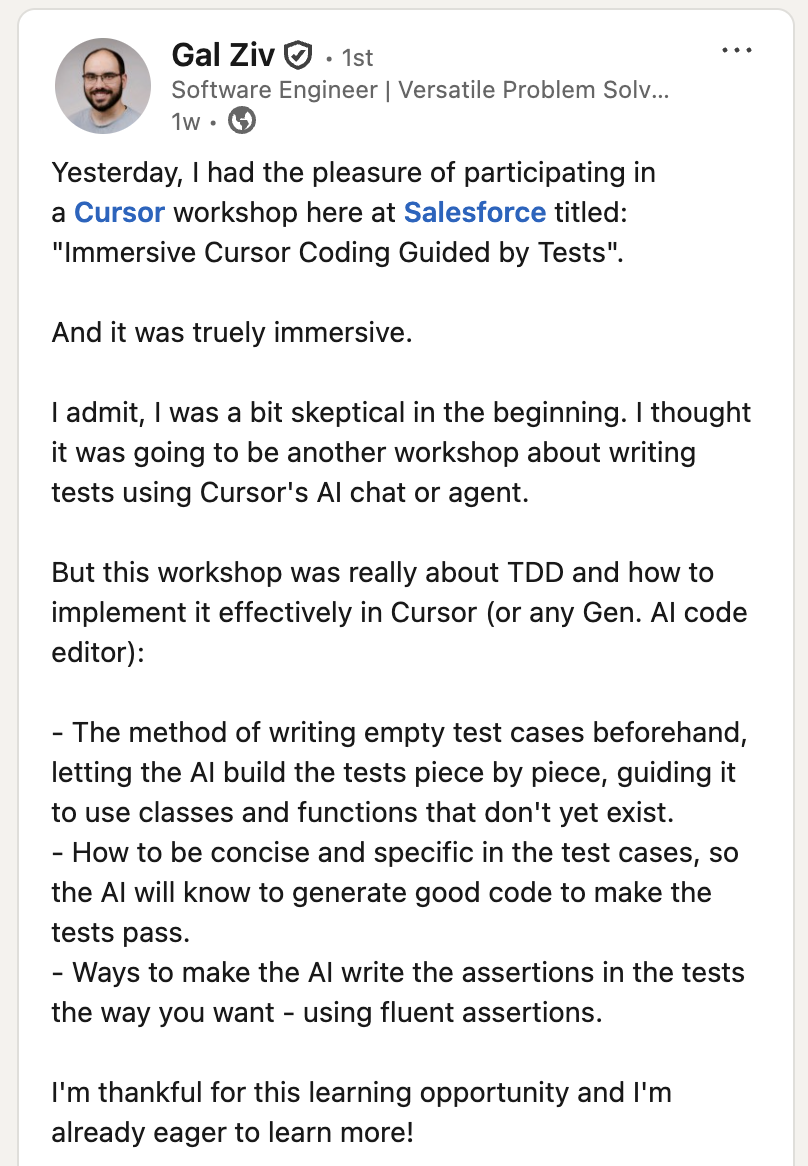 Gal Ziv • 1st
Software Engineer | Versatile Problem Solv...
1w •
Yesterday, I had the pleasure of participating in
a Cursor workshop here at Salesforce titled:
"Immersive Cursor Coding Guided by Tests".
And it was truely immersive.
I admit, I was a bit skeptical in the beginning. I thought
it was going to be another workshop about writing
tests using Cursor's AI chat or agent.
But this workshop was really about TDD and how to
implement it effectively in Cursor (or any Gen. AI code
editor):
- The method of writing empty test cases beforehand,
letting the AI build the tests piece by piece, guiding it
to use classes and functions that don't yet exist.
- How to be concise and specific in the test cases, so
the AI will know to generate good code to make the
tests pass.
- Ways to make the AI write the assertions in the tests
the way you want - using fluent assertions.
I'm thankful for this learning opportunity and I'm
already eager to learn more!